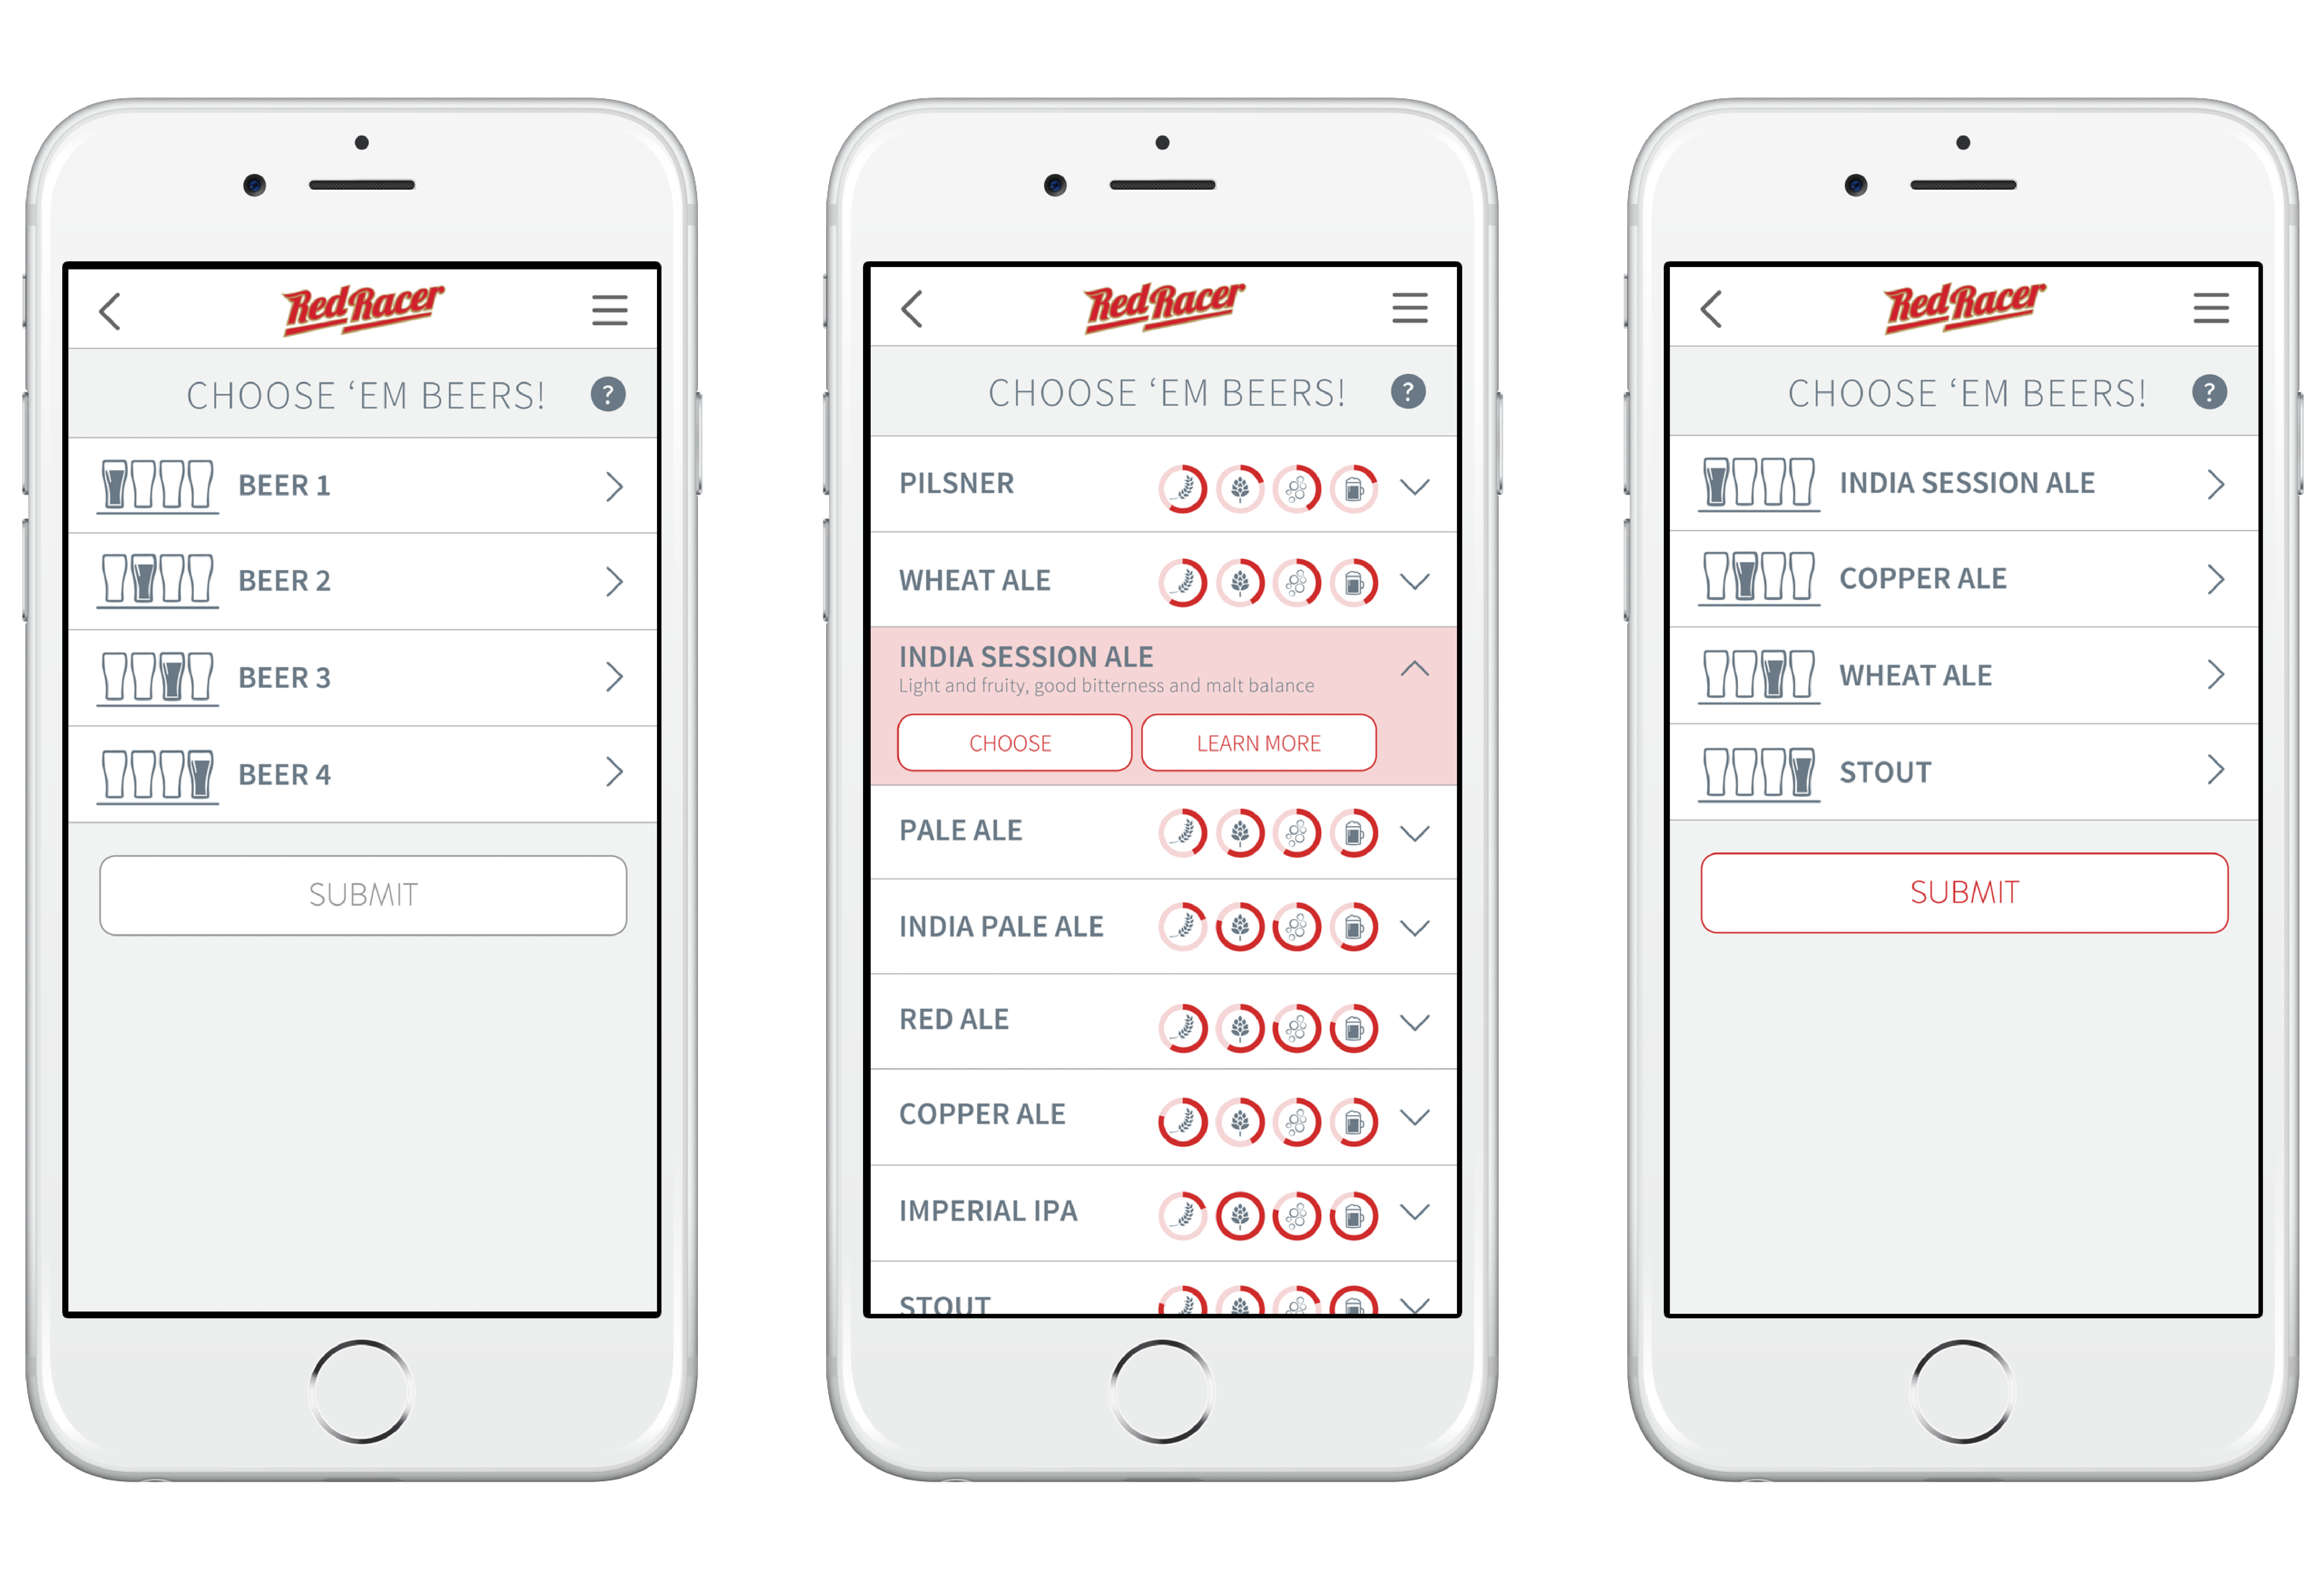 Red Racer
CHOOSE ‘EM BEERS!
?
BEER 1
BEER 2
BEER 3
BEER 4
SUBMIT
Red Racer
CHOOSE ‘EM BEERS!
?
PILSNER
WHEAT ALE
INDIA SESSION ALE
Light and fruity, good bitterness and malt balance
CHOOSE
LEARN MORE
PALE ALE
INDIA PALE ALE
RED ALE
COPPER ALE
IMPERIAL IPA
STOUT
Red Racer
CHOOSE ‘EM BEERS!
?
INDIA SESSION ALE
COPPER ALE
WHEAT ALE
STOUT
SUBMIT